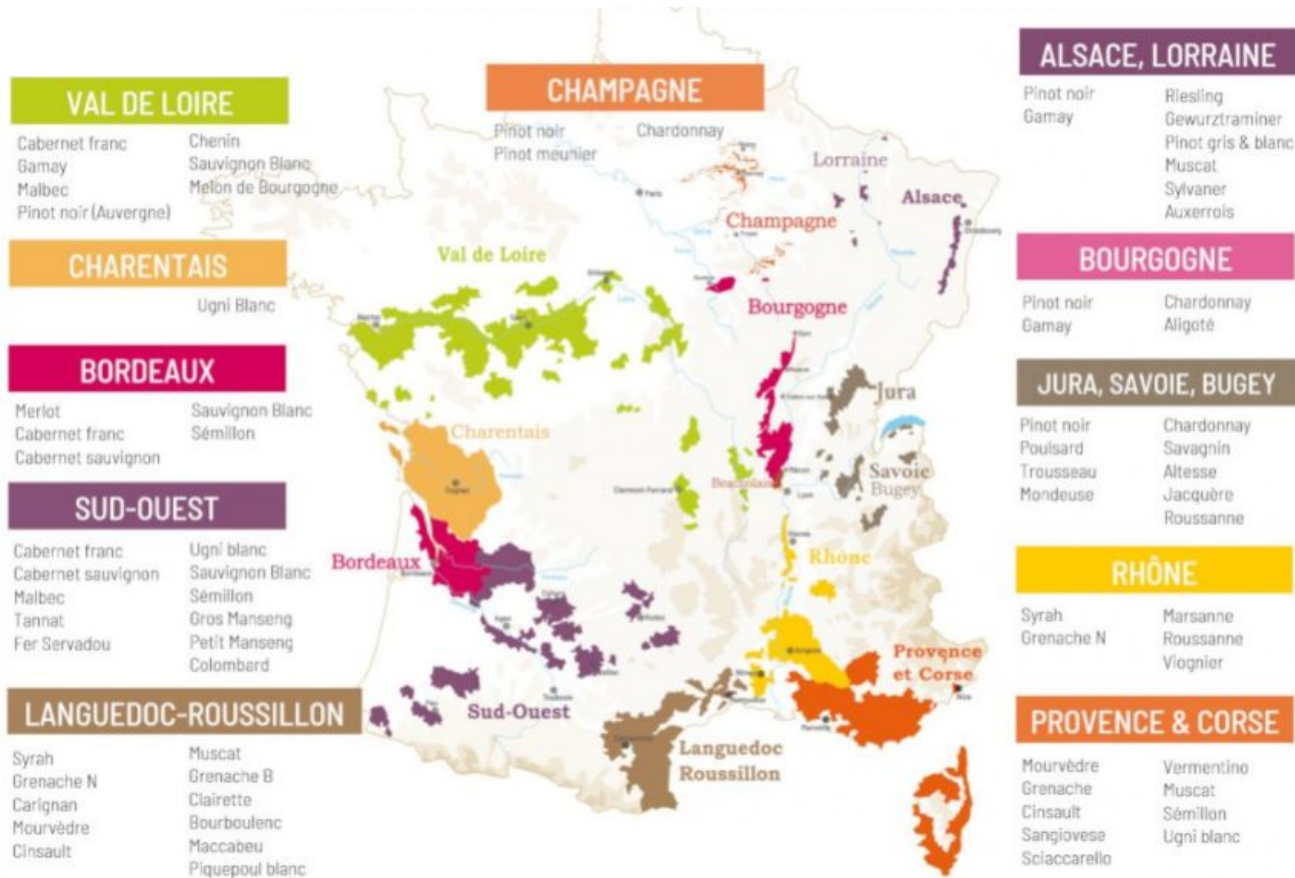 VAL DE LOIRE
Cabernet franc
Gamay
Malbec
Pinot noir (Auvergne)
Chenin
Sauvignon Blanc
Melon de Bourgogne
CHARENTAIS
Ugni Blanc
BORDEAUX
Merlot
Cabernet franc
Cabernet sauvignon
Sauvignon Blanc
Sémillon
SUD-OUEST
Cabernet franc
Cabernet sauvignon
Malbec
Tannat
Fer Servadou
Ugni blanc
Sauvignon Blanc
Sémillon
Gros Manseng
Petit Manseng
Colombard
LANGUEDOC-ROUSSILLON
Syrah
Grenache N
Carignan
Mourvèdre
Cinsault
Muscat
Grenache B
Clairette
Bourboulenc
Maccabeu
Piquepoul blanc
CHAMPAGNE
Pinot noir
Pinot meunier
Chardonnay
Paris
Lorraine
Alsace
Strasbourg
Champagne
Val de Loire
Bourgogne
Jura
Charentais
Savoie
Bugey
Clermont-Ferrand
Beaujolais
Lyon
Rhône
Bordeaux
Sud-Ouest
Provence
et Corse
Languedoc
Roussillon
ALSACE, LORRAINE
Pinot noir
Gamay
Riesling
Gewurztraminer
Pinot gris & blanc
Muscat
Sylvaner
Auxerrois
BOURGOGNE
Pinot noir
Gamay
Chardonnay
Aligoté
JURA, SAVOIE, BUGEY
Pinot noir
Poulsard
Trousseau
Mondeuse
Chardonnay
Savagnin
Altesse
Jacquère
Roussanne
RHÔNE
Syrah
Grenache N
Marsanne
Roussanne
Viognier
PROVENCE & CORSE
Mourvèdre
Grenache
Cinsault
Sangiovese
Sciaccarello
Vermentino
Muscat
Sémillon
Ugni blanc